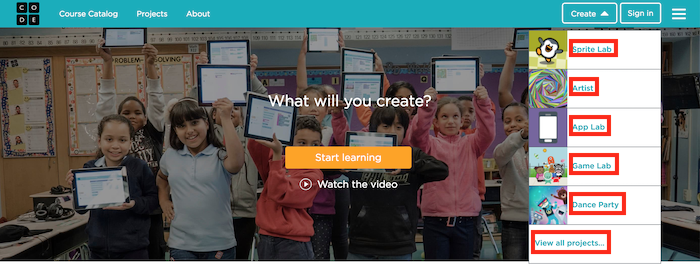 CODE
Course Catalog
Projects
About
Create
Sign in
PROBLEM-SOLVING
What will you create?
Start learning
Watch the video
Sprite Lab
Artist
App Lab
Game Lab
Dance Party
View all projects...